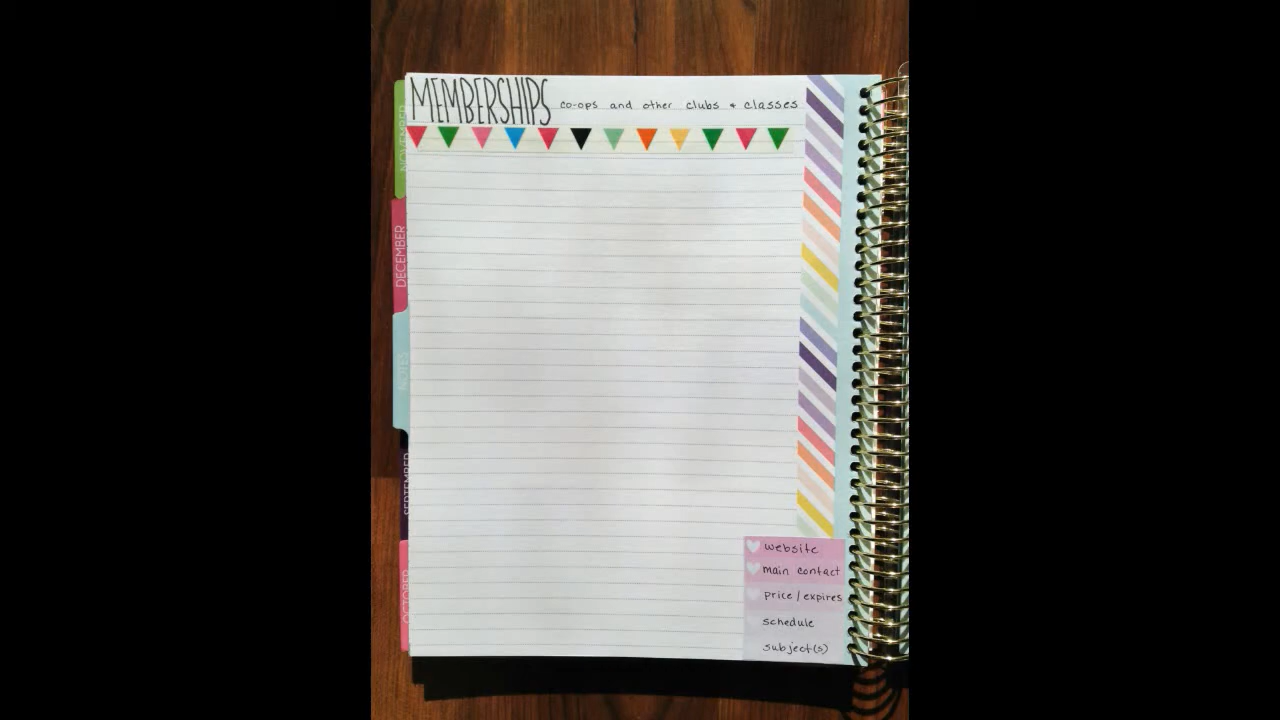 MEMBERSHIPS co-ops and other clubs + classes
NOVEMBER
DECEMBER
NOTES
SEPTEMBER
OCTOBER
website
main contact
price/expires
schedule
subject(s)